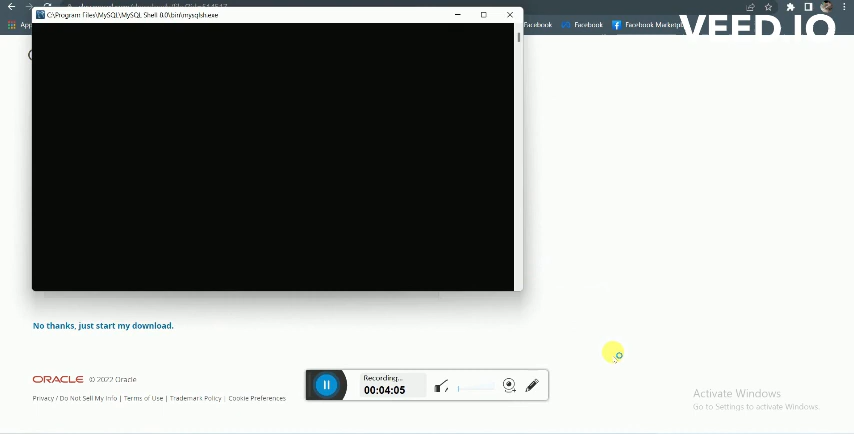 C:\Program Files\MySQL\MySQL Shell 8.0\bin\mysqlsh.exe
Facebook
Facebook
Facebook Marketpl
VEED.IO
No thanks, just start my download.
ORACLE © 2022 Oracle
Privacy / Do Not Sell My Info | Terms of Use | Trademark Policy | Cookie Preferences
Recording...
00:04:05
Activate Windows
Go to Settings to activate Windows.